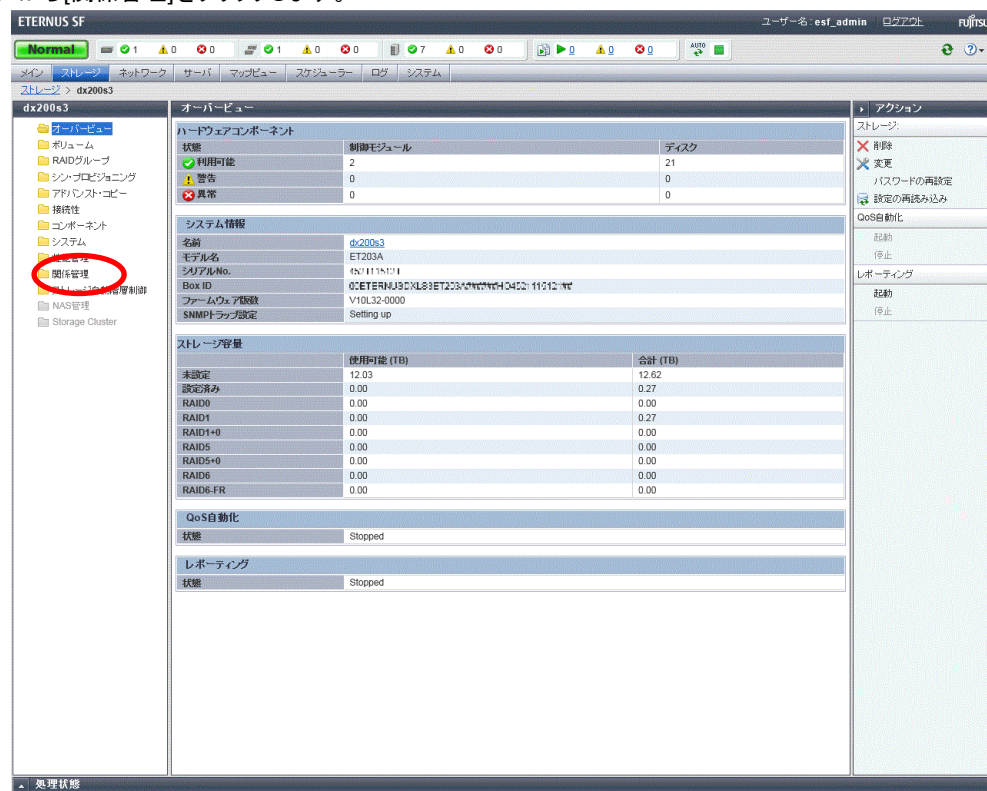 から[関係管理]をクリックします。
ETERNUS SF ユーザー名: esf_admin ログアウト FUJITSU
Normal 1 0 0 1 0 0 7 0 0 0 0 0 AUTO
メイン ストレージ ネットワーク サーバ マップビュー スケジューラー ログ システム
ストレージ > dx200s3
dx200s3
オーバービュー
ボリューム
RAIDグループ
シン・プロビジョニング
アドバンスト・コピー
接続性
コンポーネント
システム
関係管理
NAS管理
Storage Cluster
オーバービュー
ハードウェアコンポーネント
状態 制御モジュール ディスク
利用可能 2 21
警告 0 0
異常 0 0
システム情報
名前 dx200s3
モデル名 ET203A
シリアルNo.
Box ID
ファームウェア版数 V10L32-0000
SNMPトラップ設定 Setting up
ストレージ容量
使用可能 (TB) 合計 (TB)
未設定 12.03 12.62
設定済み 0.00 0.27
RAID0 0.00 0.00
RAID1 0.00 0.27
RAID1+0 0.00 0.00
RAID5 0.00 0.00
RAID5+0 0.00 0.00
RAID6 0.00 0.00
RAID6-FR 0.00 0.00
QoS自動化
状態 Stopped
レポーティング
状態 Stopped
アクション
ストレージ:
削除
変更
パスワードの再設定
設定の再読み込み
QoS自動化
起動
停止
レポーティング
起動
停止
処理状態